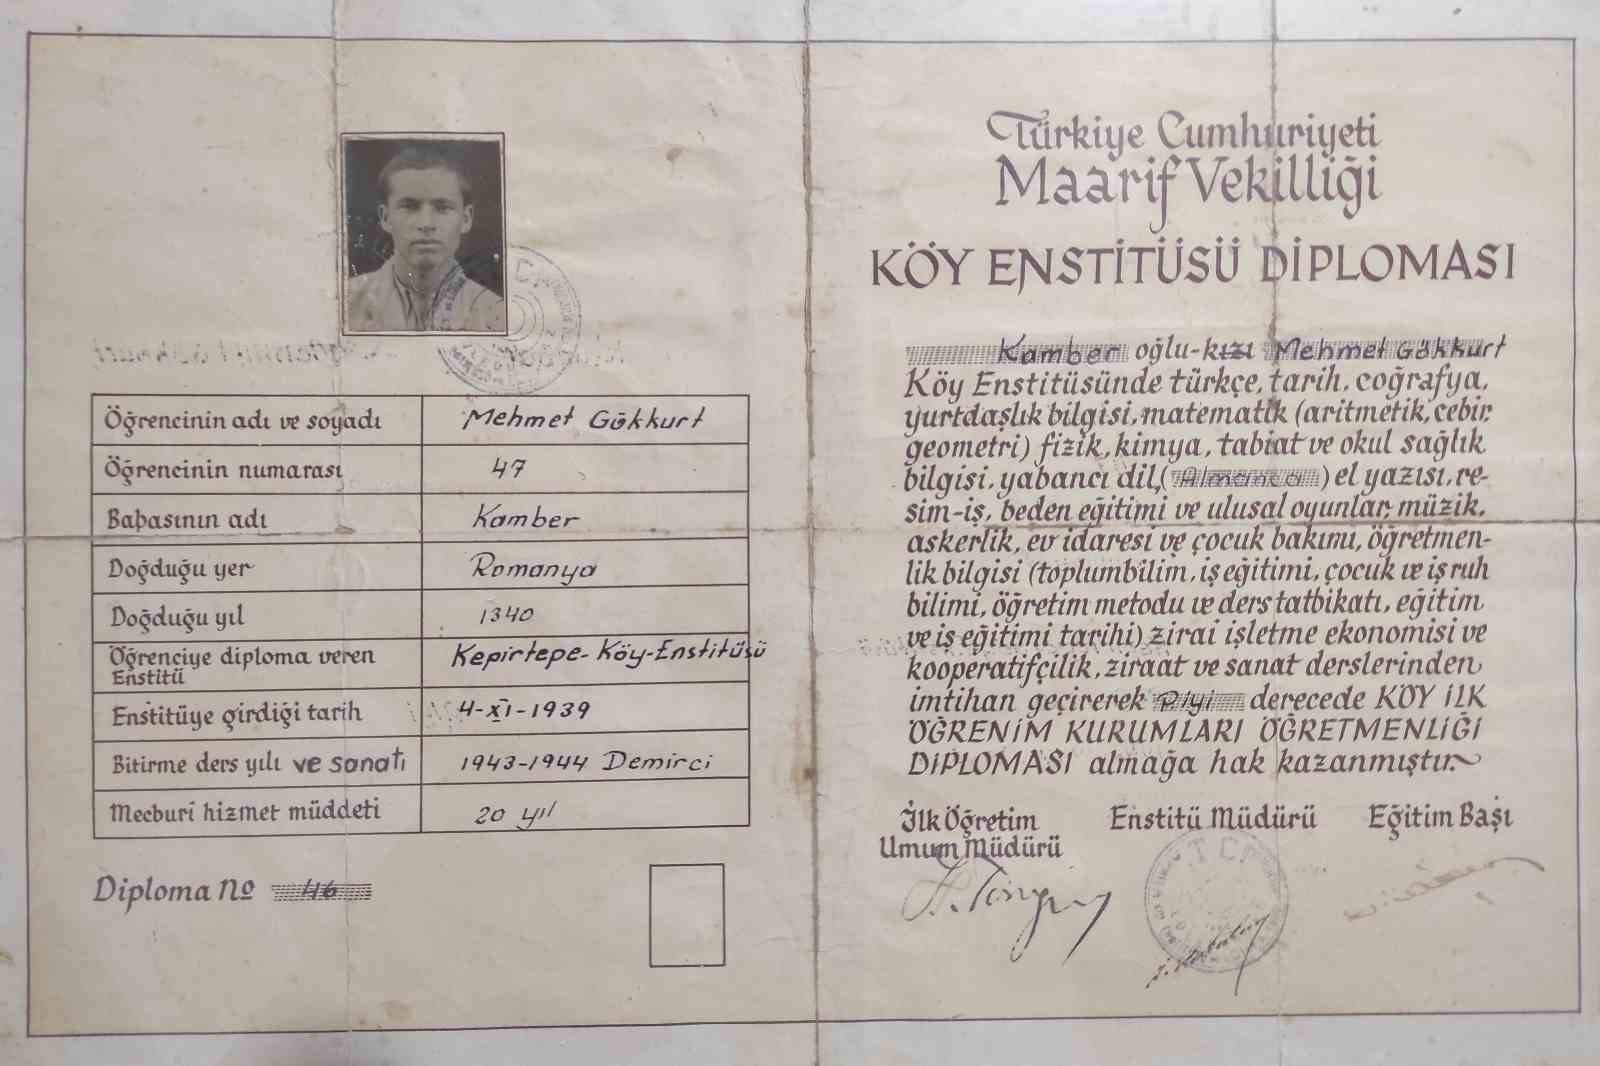 Öğrencinin adı ve soyadı Mehmet Gökkurt
Öğrencinin numarası 47
Babasının adı Kamber
Doğduğu yer Romanya
Doğduğu yıl 1340
Öğrenciye diploma veren Enstitü Kepirtepe-Köy-Enstitüsü
Enstitüye girdiği tarih 4-XI-1939
Bitirme ders yılı ve sanatı 1943-1944 Demirci
Mecburi hizmet müddeti 20 yıl
Diploma № 46
Türkiye Cumhuriyeti
Maarif Vekilliği
KÖY ENSTİTÜSÜ DİPLOMASI
Kamber oğlu-kızı Mehmet Gökkurt
Köy Enstitüsünde türkçe, tarih, coğrafya,
yurtdaşlık bilgisi, matematik (aritmetik, cebir,
geometri) fizik, kimya, tabiat ve okul sağlık
bilgisi, yabancı dil, (Almanca) el yazısı, re-
sim-iş, beden eğitimi ve ulusal oyunlar, müzik,
askerlik, ev idaresi ve çocuk bakımı, öğretmen-
lik bilgisi (toplumbilim, iş eğitimi, çocuk ve iş ruh
bilimi, öğretim metodu ve ders tatbikatı, eğitim
ve iş eğitimi tarihi) zirai işletme ekonomisi ve
kooperatifçilik, ziraat ve sanat derslerinden
imtihan geçirerek Piyi derecede KÖY İLK
ÖĞRENİM KURUMLARI ÖĞRETMENLİĞİ
DİPLOMASI almağa hak kazanmıştır.
İlk Öğretim Enstitü Müdürü Eğitim Başı
Umum Müdürü
T.C.